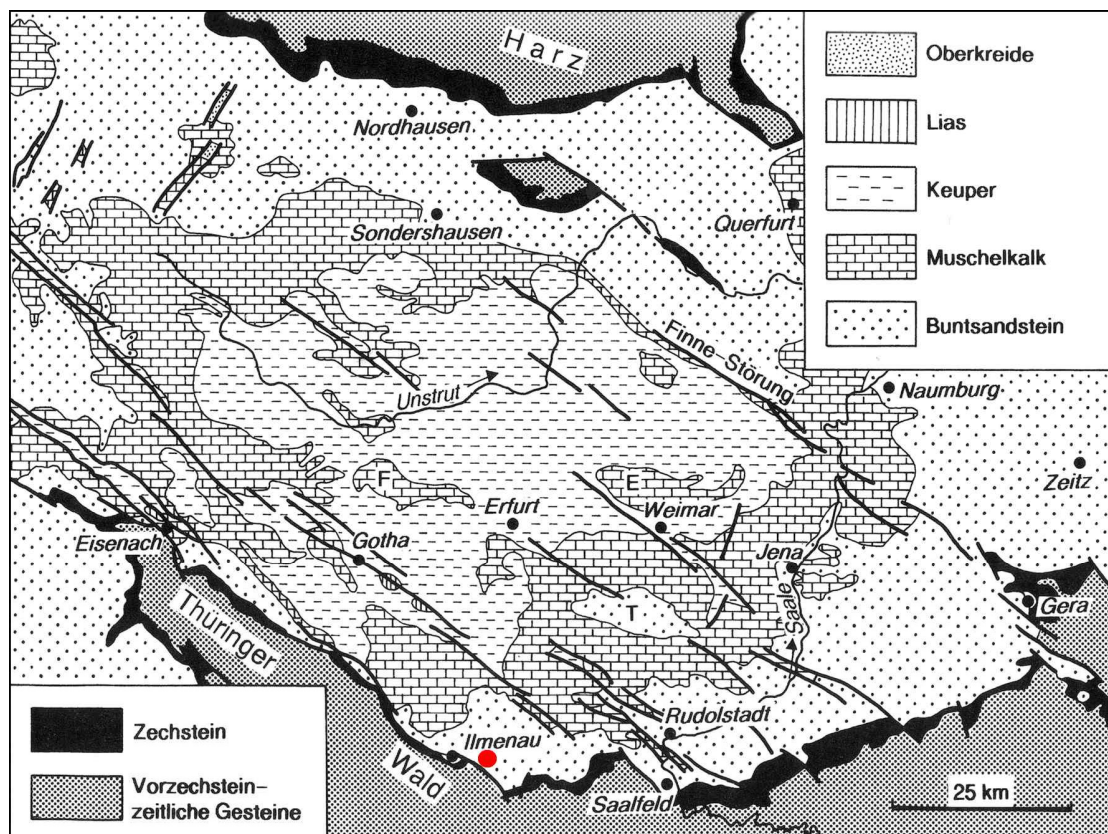 Harz
Oberkreide
Lias
Keuper
Muschelkalk
Buntsandstein
Nordhausen
Sondershausen
Querfurt
Finne-Störung
Unstrut
Naumburg
Zeitz
F
E
Erfurt
Weimar
Eisenach
Gotha
Jena
Saale
Gera
Thüringer
Wald
T
Rudolstadt
Ilmenau
Saalfeld
Zechstein
Vorzechstein-
zeitliche Gesteine
25 km